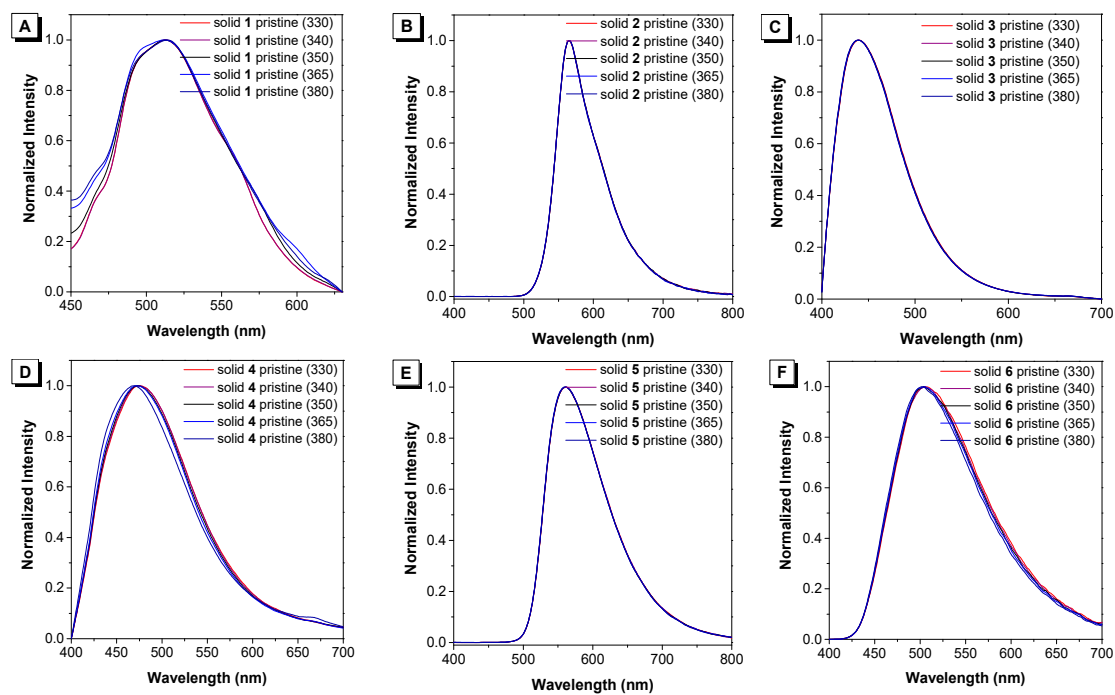 A
solid 1 pristine (330)
solid 1 pristine (340)
solid 1 pristine (350)
solid 1 pristine (365)
solid 1 pristine (380)
Normalized Intensity
1.0
0.8
0.6
0.4
0.2
0.0
450 500 550 600
Wavelength (nm)
B
solid 2 pristine (330)
solid 2 pristine (340)
solid 2 pristine (350)
solid 2 pristine (365)
solid 2 pristine (380)
Normalized Intensity
1.0
0.8
0.6
0.4
0.2
0.0
400 500 600 700 800
Wavelength (nm)
C
solid 3 pristine (330)
solid 3 pristine (340)
solid 3 pristine (350)
solid 3 pristine (365)
solid 3 pristine (380)
Normalized Intensity
1.0
0.8
0.6
0.4
0.2
0.0
400 500 600 700
Wavelength (nm)
D
solid 4 pristine (330)
solid 4 pristine (340)
solid 4 pristine (350)
solid 4 pristine (365)
solid 4 pristine (380)
Normalized Intensity
1.0
0.8
0.6
0.4
0.2
0.0
400 450 500 550 600 650 700
Wavelength (nm)
E
solid 5 pristine (330)
solid 5 pristine (340)
solid 5 pristine (350)
solid 5 pristine (365)
solid 5 pristine (380)
Normalized Intensity
1.0
0.8
0.6
0.4
0.2
0.0
400 500 600 700 800
Wavelength (nm)
F
solid 6 pristine (330)
solid 6 pristine (340)
solid 6 pristine (350)
solid 6 pristine (365)
solid 6 pristine (380)
Normalized Intensity
1.0
0.8
0.6
0.4
0.2
0.0
400 450 500 550 600 650 700
Wavelength (nm)